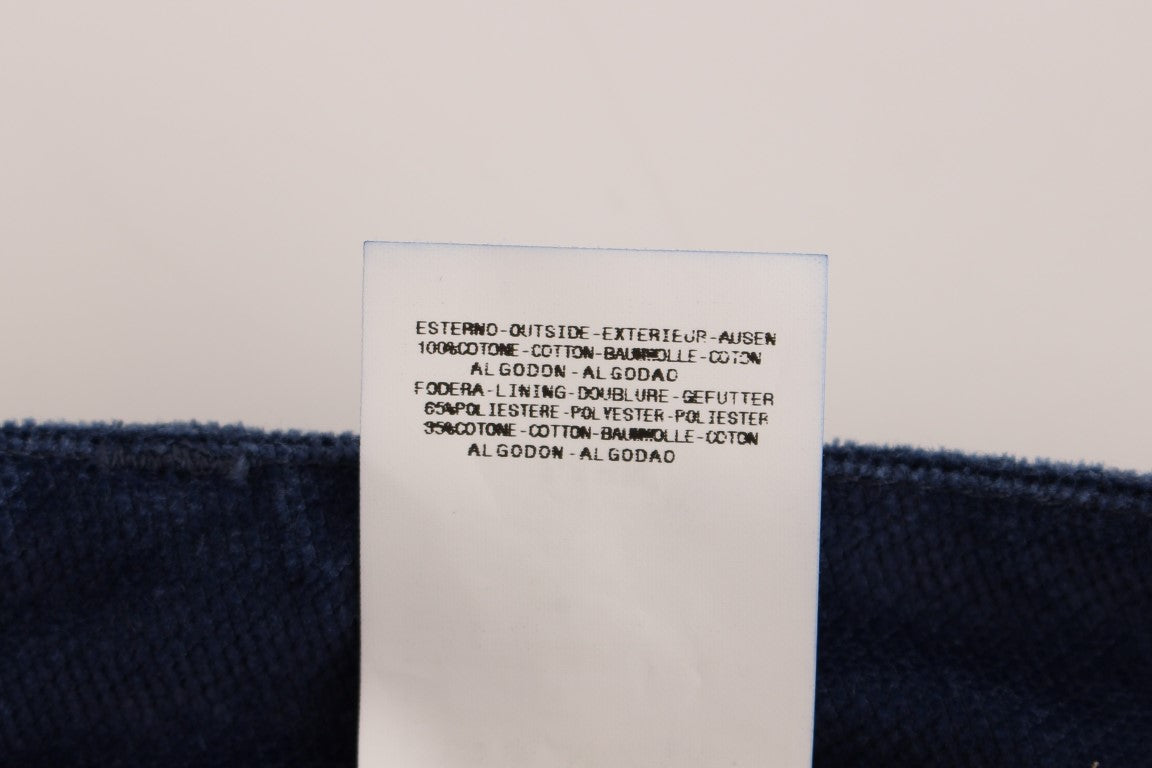 ESTERNO-OUTSIDE-EXTERIEUR-AUSEN
100%COTONE-COTTON-BAUMWOLLE-COTON
ALGODON-ALGODAO
FODERA-LINING-DOUBLURE-GEFUTTER
65%POLIESTERE-POLYESTER-POLIESTER
35%COTONE-COTTON-BAUMWOLLE-COTON
ALGODON-ALGODAO